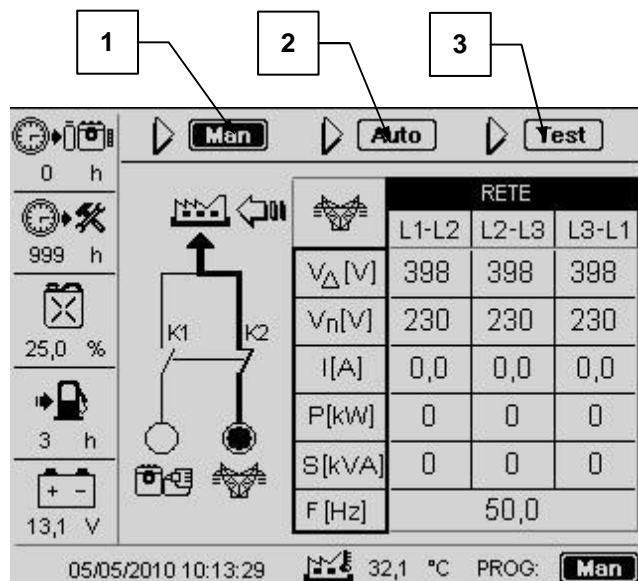 1 2 3
Man Auto Test
0 h
999 h
25,0 %
3 h
+ -
13,1 V
K1 K2
RETE
L1-L2 L2-L3 L3-L1
V△[V] 398 398 398
Vn[V] 230 230 230
I[A] 0,0 0,0 0,0
P[kW] 0 0 0
S[kVA] 0 0 0
F[Hz] 50,0
05/05/2010 10:13:29 32,1 °C PROG: Man